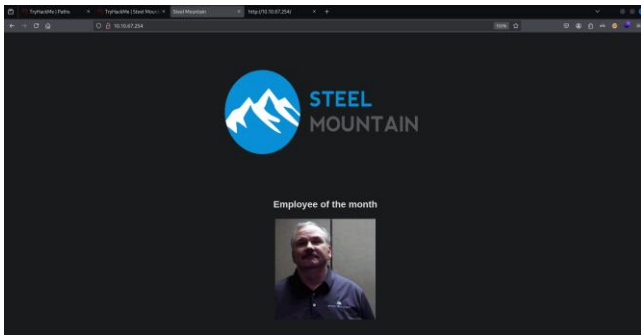 TryHackMe | Paths
TryHackMe | Steel Mount
Steel Mountain
http://10.10.67.254/
10.10.67.254
STEEL
MOUNTAIN
Employee of the month